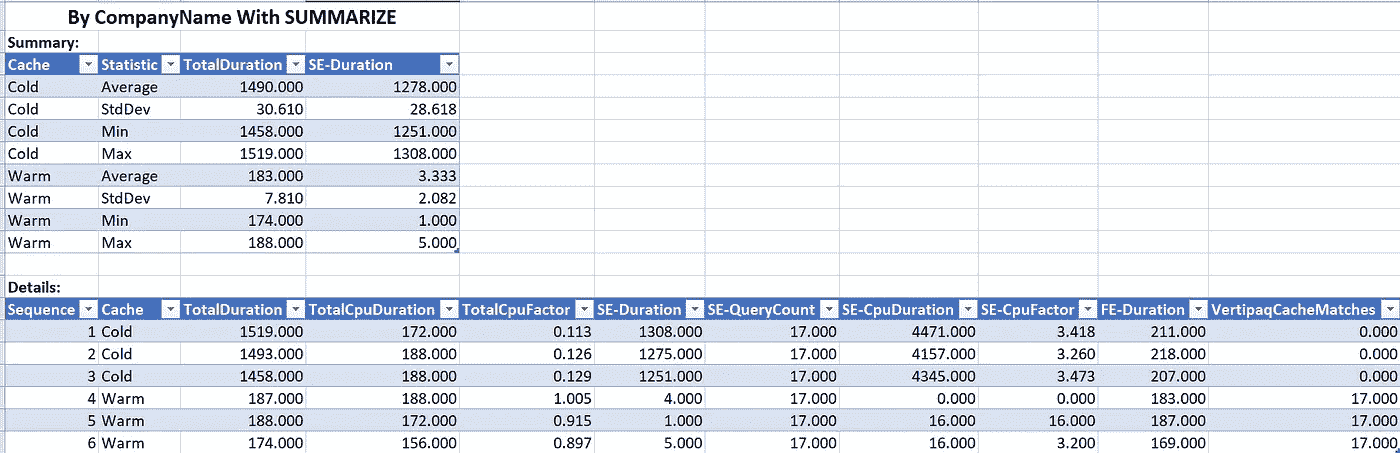 By CompanyName With SUMMARIZE
Summary:
Cache Statistic TotalDuration SE-Duration
Cold Average 1490.000 1278.000
Cold StdDev 30.610 28.618
Cold Min 1458.000 1251.000
Cold Max 1519.000 1308.000
Warm Average 183.000 3.333
Warm StdDev 7.810 2.082
Warm Min 174.000 1.000
Warm Max 188.000 5.000
Details:
Sequence Cache TotalDuration TotalCpuDuration TotalCpuFactor SE-Duration SE-QueryCount SE-CpuDuration SE-CpuFactor FE-Duration VertipaqCacheMatches
1 Cold 1519.000 172.000 0.113 1308.000 17.000 4471.000 3.418 211.000 0.000
2 Cold 1493.000 188.000 0.126 1275.000 17.000 4157.000 3.260 218.000 0.000
3 Cold 1458.000 188.000 0.129 1251.000 17.000 4345.000 3.473 207.000 0.000
4 Warm 187.000 188.000 1.005 4.000 17.000 0.000 0.000 183.000 17.000
5 Warm 188.000 172.000 0.915 1.000 17.000 16.000 16.000 187.000 17.000
6 Warm 174.000 156.000 0.897 5.000 17.000 16.000 3.200 169.000 17.000